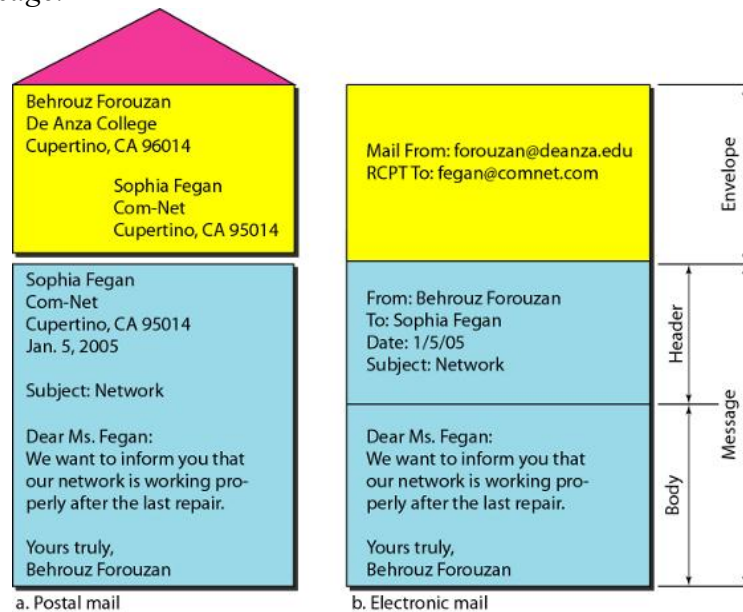 Behrouz Forouzan
De Anza College
Cupertino, CA 96014
Sophia Fegan
Com-Net
Cupertino, CA 95014
Sophia Fegan
Com-Net
Cupertino, CA 95014
Jan. 5, 2005
Subject: Network
Dear Ms. Fegan:
We want to inform you that
our network is working pro-
perly after the last repair.
Yours truly,
Behrouz Forouzan
a. Postal mail
Mail From: forouzan@deanza.edu
RCPT To: fegan@comnet.com
From: Behrouz Forouzan
To: Sophia Fegan
Date: 1/5/05
Subject: Network
Dear Ms. Fegan:
We want to inform you that
our network is working pro-
perly after the last repair.
Yours truly,
Behrouz Forouzan
b. Electronic mail
Envelope
Header
Body
Message